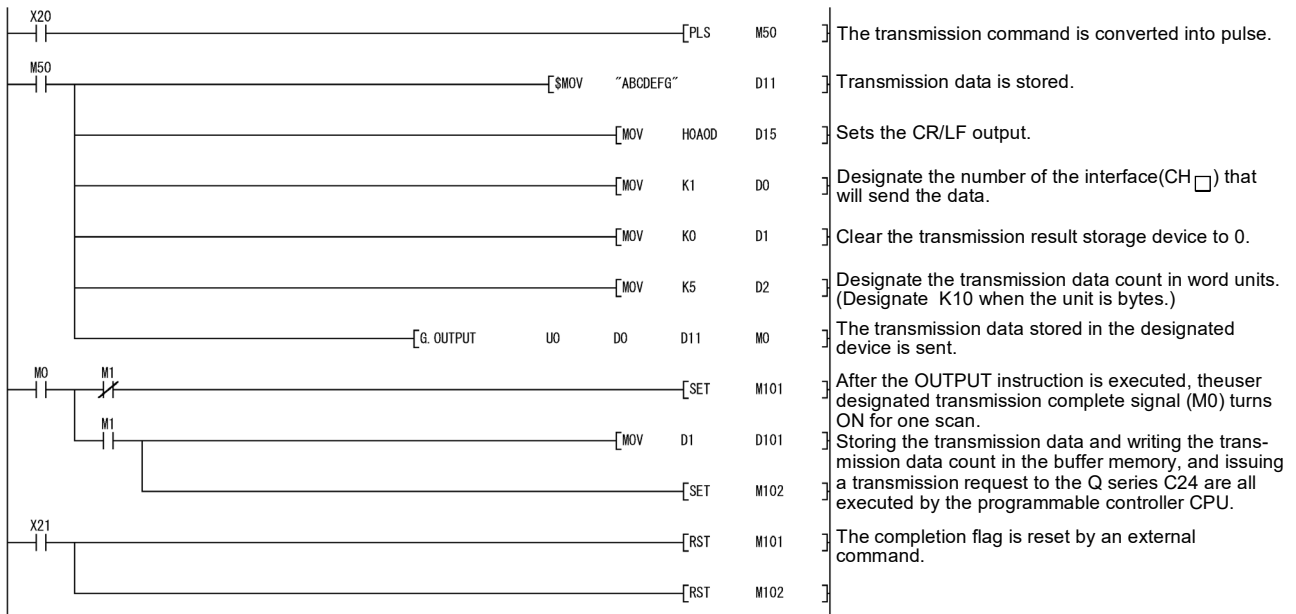 X20
PLS M50 The transmission command is converted into pulse.
M50
$MOV "ABCDEFG" D11 Transmission data is stored.
MOV H0A0D D15 Sets the CR/LF output.
MOV K1 D0 Designate the number of the interface(CH□) that
will send the data.
MOV K0 D1 Clear the transmission result storage device to 0.
MOV K5 D2 Designate the transmission data count in word units.
(Designate K10 when the unit is bytes.)
G.OUTPUT U0 D0 D11 M0 The transmission data stored in the designated
device is sent.
M0 M1
SET M101 After the OUTPUT instruction is executed, theuser
designated transmission complete signal (M0) turns
ON for one scan.
M1
MOV D1 D101 Storing the transmission data and writing the trans-
mission data count in the buffer memory, and issuing
SET M102 a transmission request to the Q series C24 are all
executed by the programmable controller CPU.
X21
RST M101 The completion flag is reset by an external
command.
RST M102